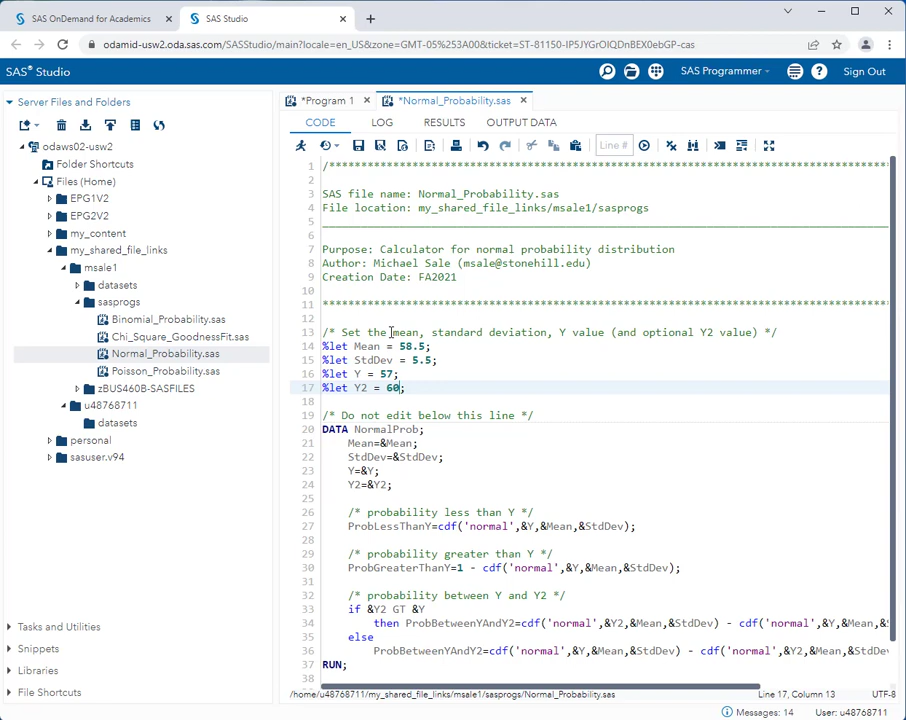 SAS OnDemand for Academics
SAS Studio
odamid-usw2.oda.sas.com/SASStudio/main?locale=en_US&zone=GMT-05%253A00&ticket=ST-81150-IP5JYGrOIQDnBEX0ebGP-cas
SAS® Studio
SAS Programmer
Sign Out
Server Files and Folders
odaws02-usw2
Folder Shortcuts
Files (Home)
EPG1V2
EPG2V2
my_content
my_shared_file_links
msale1
datasets
sasprogs
Binomial_Probability.sas
Chi_Square_GoodnessFit.sas
Normal_Probability.sas
Poisson_Probability.sas
zBUS460B-SASFILES
u48768711
datasets
personal
sasuser.v94
Tasks and Utilities
Snippets
Libraries
File Shortcuts
*Program 1
*Normal_Probability.sas
CODE LOG RESULTS OUTPUT DATA
Line #
1 /****************************************************************************************
2
3 SAS file name: Normal_Probability.sas
4 File location: my_shared_file_links/msale1/sasprogs
5 ________________________________________________________________________________________
6
7 Purpose: Calculator for normal probability distribution
8 Author: Michael Sale (msale@stonehill.edu)
9 Creation Date: FA2021
10
11 ****************************************************************************************
12
13 /* Set the mean, standard deviation, Y value (and optional Y2 value) */
14 %let Mean = 58.5;
15 %let StdDev = 5.5;
16 %let Y = 57;
17 %let Y2 = 60;
18
19 /* Do not edit below this line */
20 DATA NormalProb;
21 Mean=&Mean;
22 StdDev=&StdDev;
23 Y=&Y;
24 Y2=&Y2;
25
26 /* probability less than Y */
27 ProbLessThanY=cdf('normal',&Y,&Mean,&StdDev);
28
29 /* probability greater than Y */
30 ProbGreaterThanY=1 - cdf('normal',&Y,&Mean,&StdDev);
31
32 /* probability between Y and Y2 */
33 if &Y2 GT &Y
34 then ProbBetweenYAndY2=cdf('normal',&Y2,&Mean,&StdDev) - cdf('normal',&Y,&Mean,&S
35 else
36 ProbBetweenYAndY2=cdf('normal',&Y,&Mean,&StdDev) - cdf('normal',&Y2,&Mean,&StdDe
37 RUN;
38
/home/u48768711/my_shared_file_links/msale1/sasprogs/Normal_Probability.sas
Line 17, Column 13
UTF-8
Messages: 14
User: u48768711